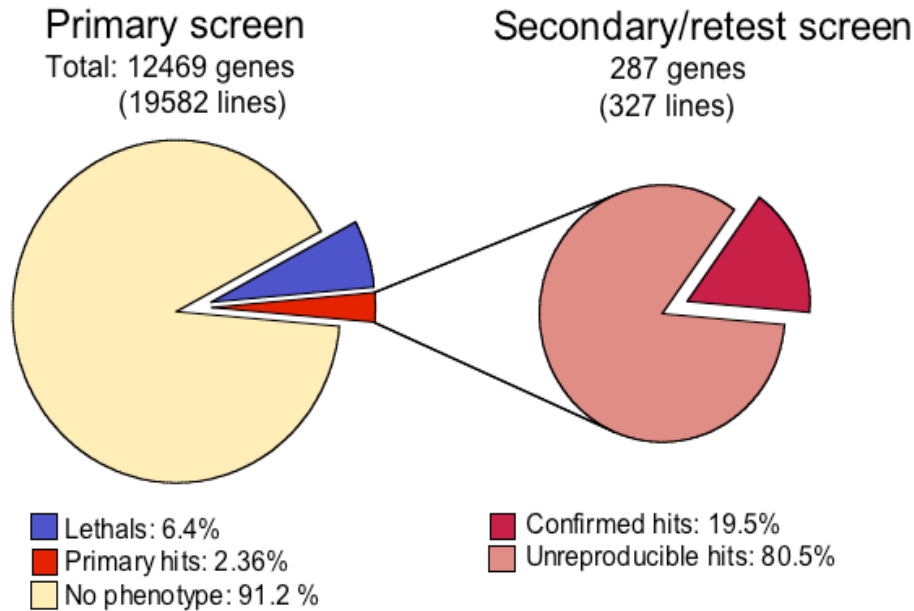 Primary screen
Total: 12469 genes
(19582 lines)
Secondary/retest screen
287 genes
(327 lines)
Lethals: 6.4%
Primary hits: 2.36%
No phenotype: 91.2 %
Confirmed hits: 19.5%
Unreproducible hits: 80.5%